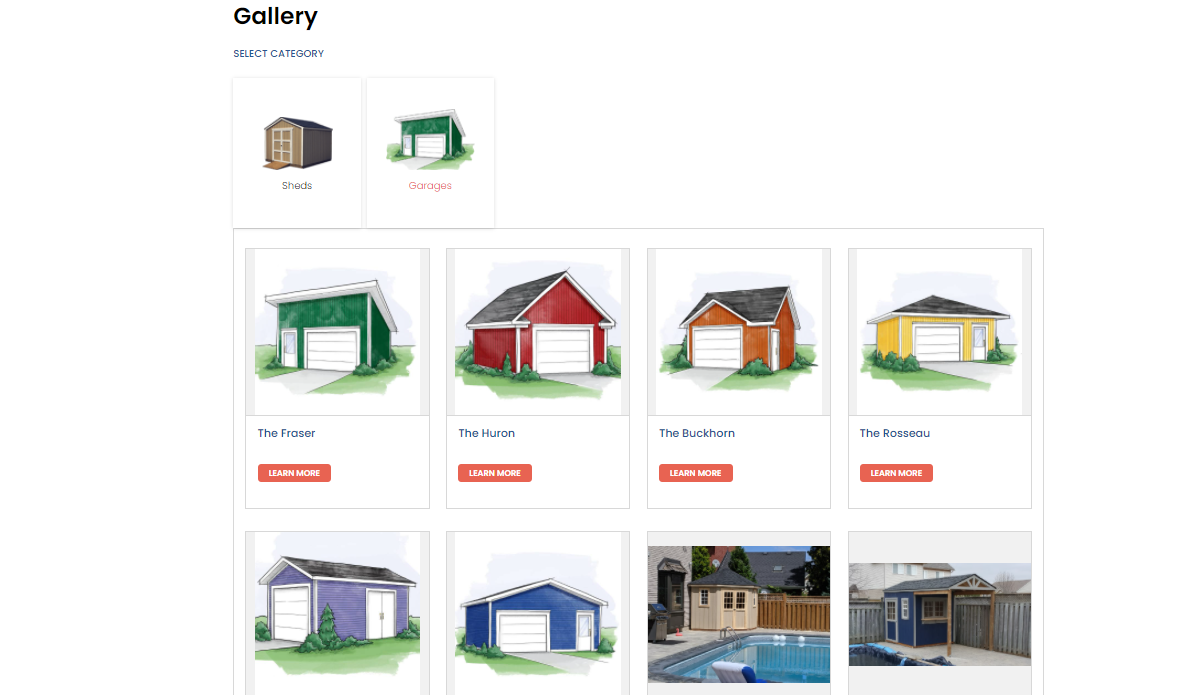 Gallery
SELECT CATEGORY
Sheds
Garages
The Fraser
The Huron
The Buckhorn
The Rosseau
LEARN MORE
LEARN MORE
LEARN MORE
LEARN MORE